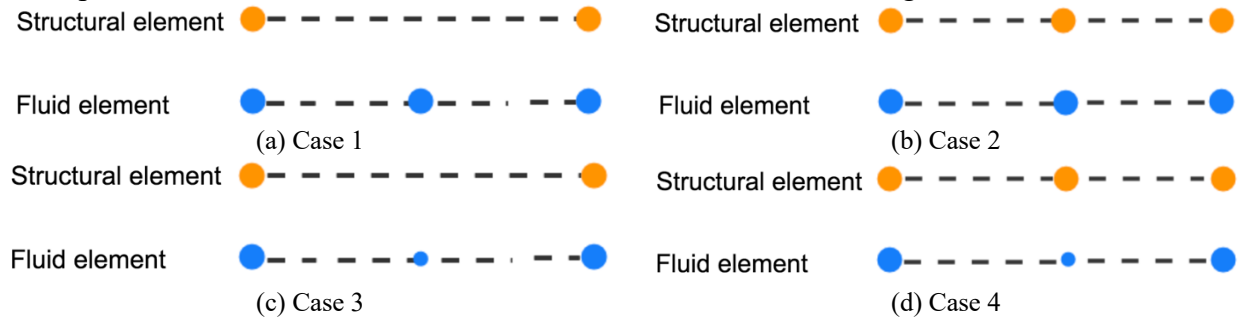 Structural element
Structural element
Fluid element
Fluid element
(a) Case 1
(b) Case 2
Structural element
Structural element
Fluid element
Fluid element
(c) Case 3
(d) Case 4